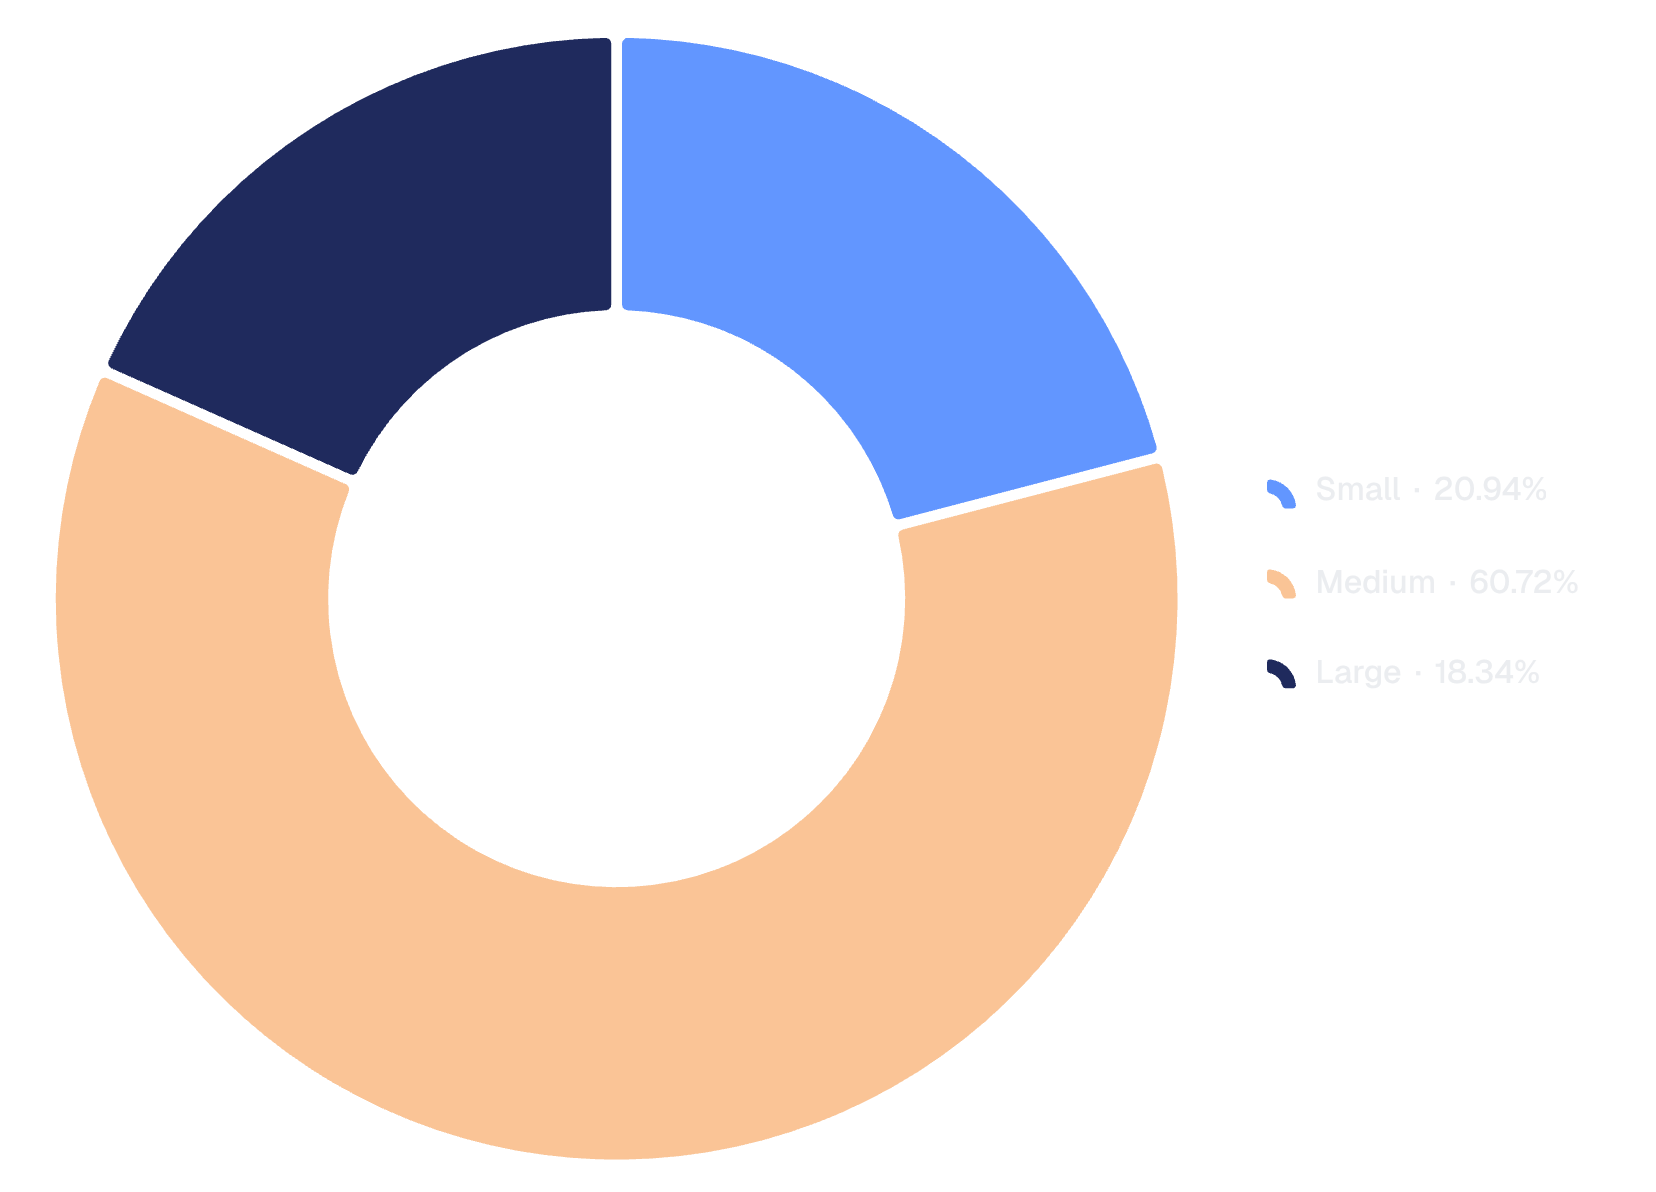 Small · 20.94%
Medium · 60.72%
Large · 18.34%